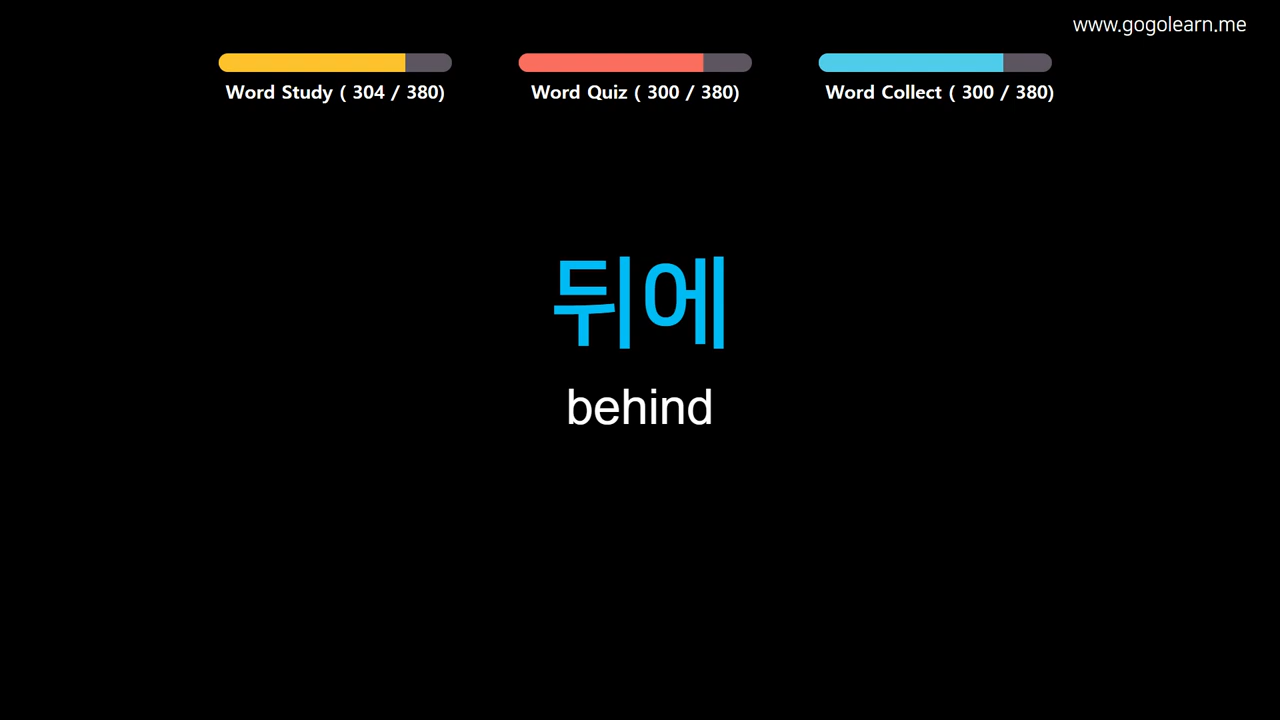 www.gogolearn.me
Word Study ( 304 / 380)
Word Quiz ( 300 / 380)
Word Collect ( 300 / 380)
뒤에
behind